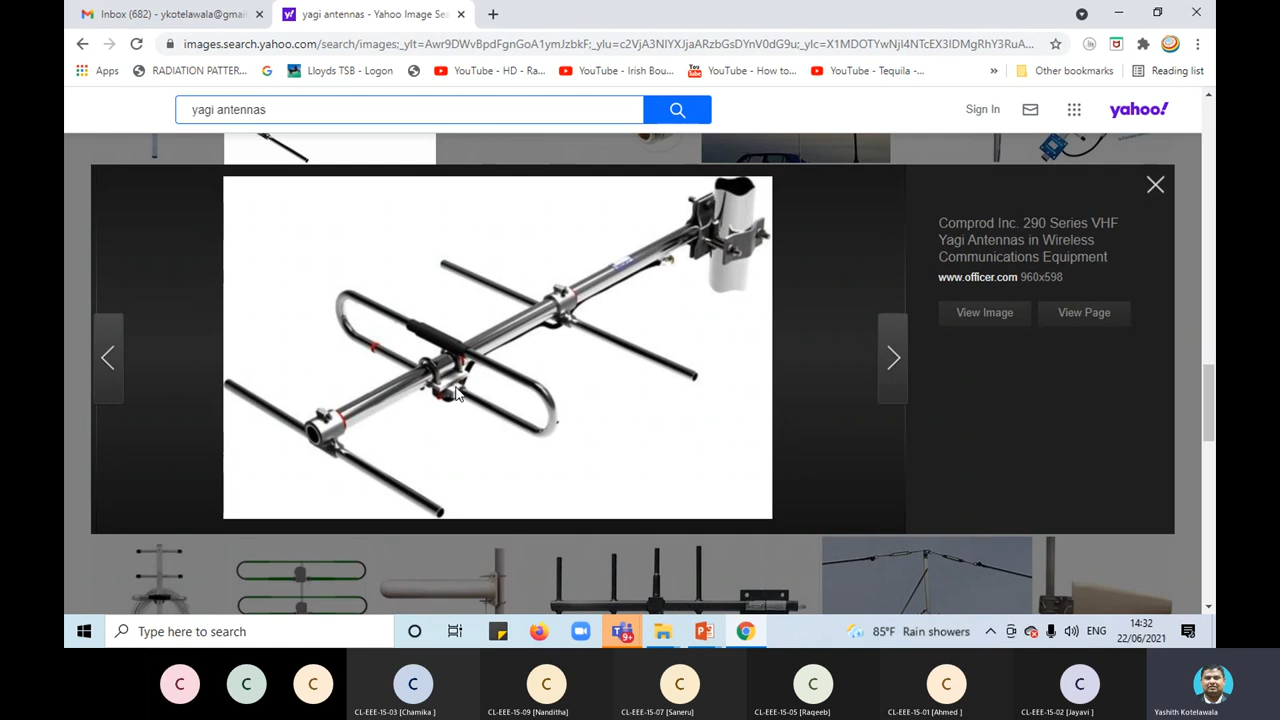 Inbox (682) - ykotelawala@gmai
yagi antennas - Yahoo Image Sea
images.search.yahoo.com/search/images;_ylt=Awr9DWvBpdFgnGoA1ymJzbkF;_ylu=c2VjA3NlYXJjaARzbGsDYnV0dG9u;_ylc=X1MDOTYwNjI4NTcEX3IDMgRhY3RuA...
Apps
RADIATION PATTER...
Lloyds TSB - Logon
YouTube - HD - Ra...
YouTube - Irish Bou...
YouTube - How to...
YouTube - Tequila -...
»
Other bookmarks
Reading list
yagi antennas
Sign In
yahoo!
Comprod Inc. 290 Series VHF
Yagi Antennas in Wireless
Communications Equipment
www.officer.com 960x598
View Image
View Page
Type here to search
9+
85°F Rain showers
ENG
14:32
22/06/2021
C
C
C
C
C
C
C
C
C
CL-EEE-15-03 [Chamika ]
CL-EEE-15-09 [Nanditha]
CL-EEE-15-07 [Saneru]
CL-EEE-15-05 [Raqeeb]
CL-EEE-15-01 [Ahmed ]
CL-EEE-15-02 [Jayavi ]
Yashith Kotelawala